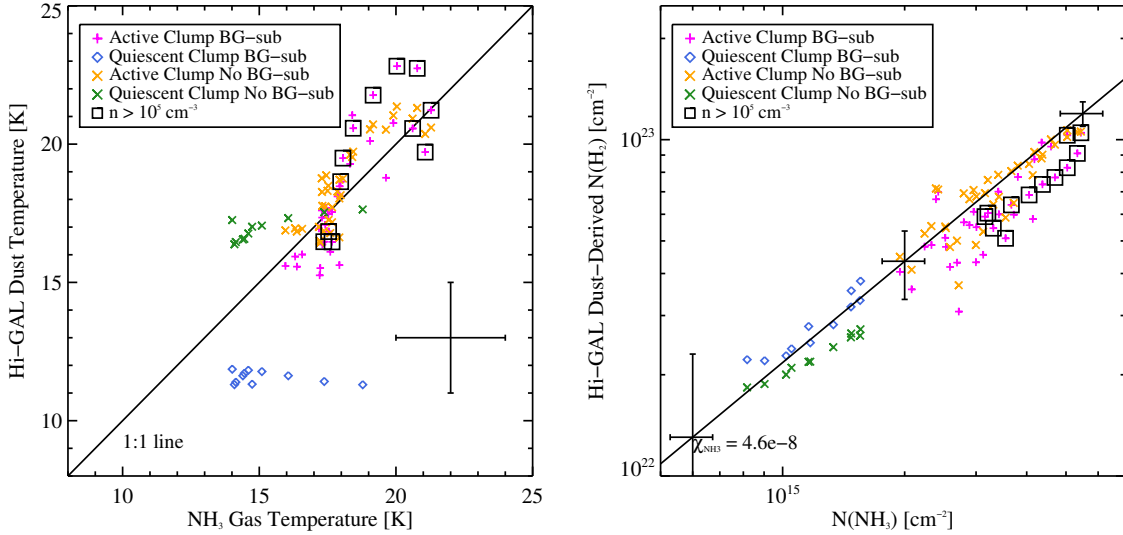 25
20
15
10
Hi-GAL Dust Temperature [K]
+ Active Clump BG-sub
◇ Quiescent Clump BG-sub
× Active Clump No BG-sub
× Quiescent Clump No BG-sub
□ n > 10⁵ cm⁻³
1:1 line
10 15 20 25
NH₃ Gas Temperature [K]
10²³
10²²
Hi-GAL Dust-Derived N(H₂) [cm⁻²]
+ Active Clump BG-sub
◇ Quiescent Clump BG-sub
× Active Clump No BG-sub
× Quiescent Clump No BG-sub
□ n > 10⁵ cm⁻³
χNH₃ = 4.6e-8
10¹⁵
N(NH₃) [cm⁻²]